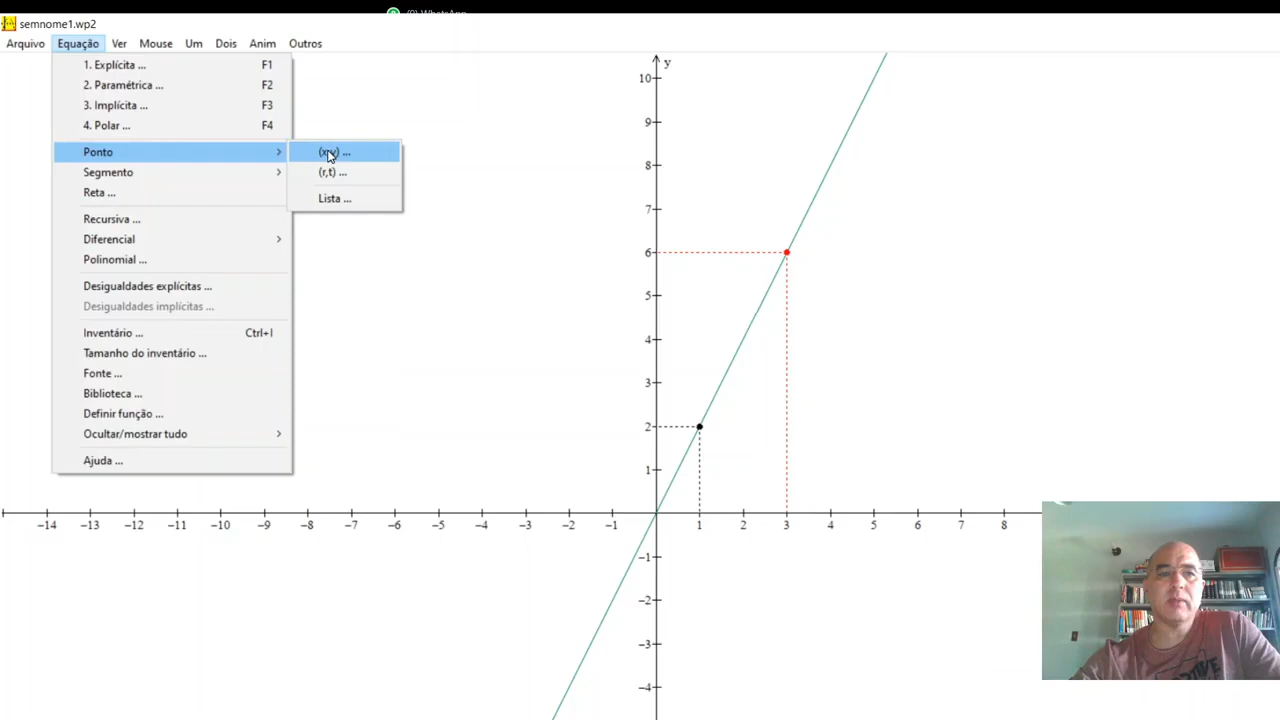 (0) WhatsApp
semnome1.wp2
Arquivo Equação Ver Mouse Um Dois Anim Outros
1. Explícita ... F1
2. Paramétrica ... F2
3. Implícita ... F3
4. Polar ... F4
Ponto >
Segmento >
Reta ...
Recursiva ...
Diferencial >
Polinomial ...
Desigualdades explícitas ...
Desigualdades implícitas ...
Inventário ... Ctrl+I
Tamanho do inventário ...
Fonte ...
Biblioteca ...
Definir função ...
Ocultar/mostrar tudo >
Ajuda ...
(x,y) ...
(r,t) ...
Lista ...
y
10
9
8
7
6
5
4
3
2
1
−14 −13 −12 −11 −10 −9 −8 −7 −6 −5 −4 −3 −2 −1 1 2 3 4 5 6 7 8
−1
−2
−3
−4